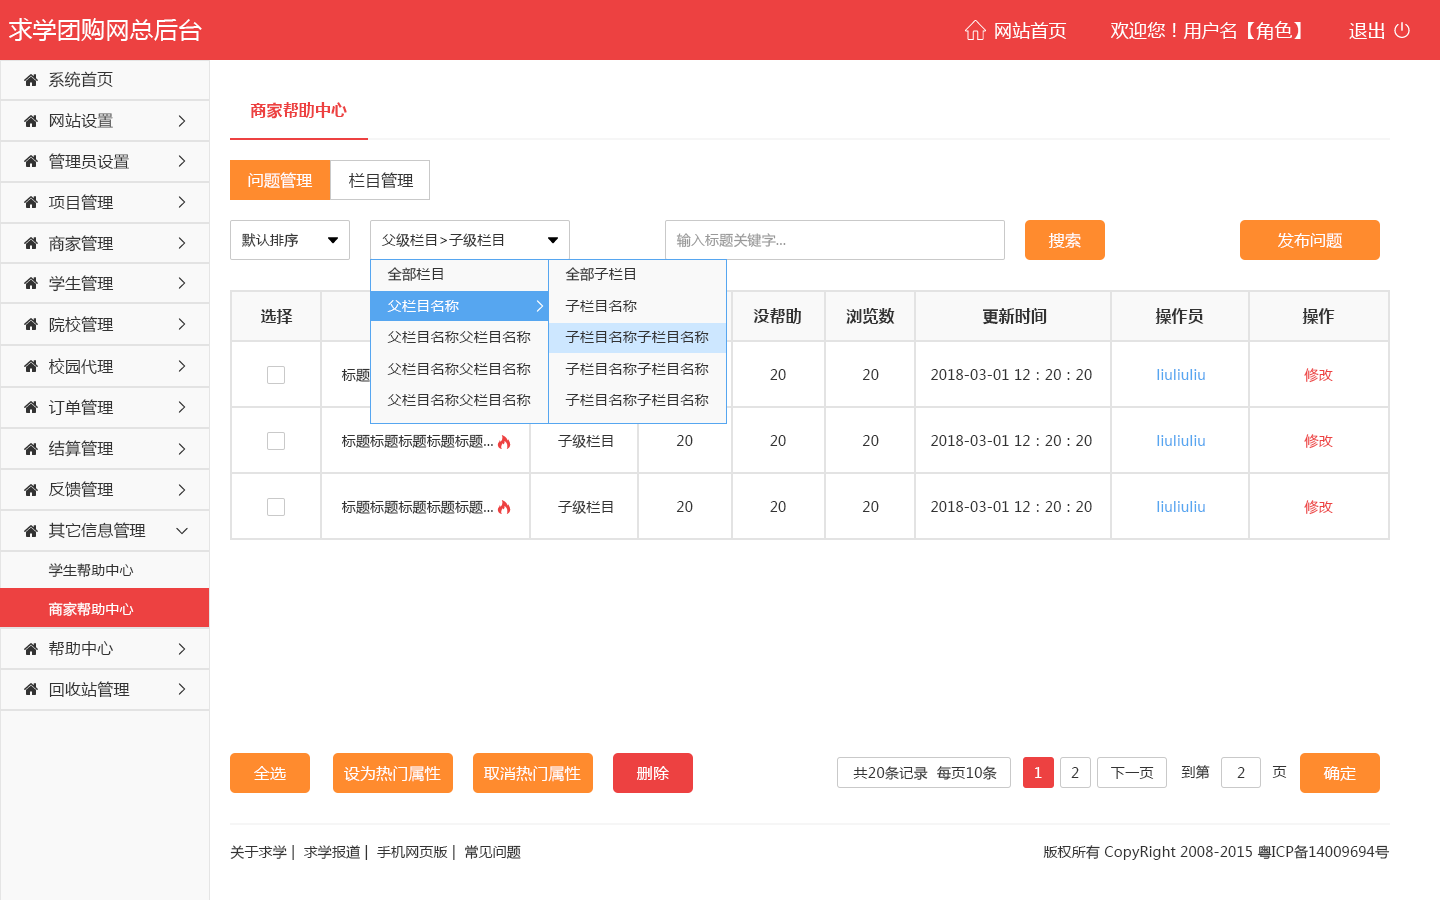 求学团购网总后台
网站首页
欢迎您！用户名【角色】
退出
系统首页
网站设置
管理员设置
项目管理
商家管理
学生管理
院校管理
校园代理
订单管理
结算管理
反馈管理
其它信息管理
学生帮助中心
商家帮助中心
帮助中心
回收站管理
商家帮助中心
问题管理
栏目管理
默认排序
父级栏目>子级栏目
输入标题关键字...
搜索
发布问题
全部栏目
父栏目名称
父栏目名称父栏目名称
父栏目名称父栏目名称
父栏目名称父栏目名称
全部子栏目
子栏目名称
子栏目名称子栏目名称
子栏目名称子栏目名称
子栏目名称子栏目名称
选择 没帮助 浏览数 更新时间 操作员 操作
标题 20 20 2018-03-01 12：20：20 liuliuliu 修改
标题标题标题标题标题... 子级栏目 20 20 20 2018-03-01 12：20：20 liuliuliu 修改
标题标题标题标题标题... 子级栏目 20 20 20 2018-03-01 12：20：20 liuliuliu 修改
全选
设为热门属性
取消热门属性
删除
共20条记录 每页10条
1
2
下一页
到第 2 页
确定
关于求学 | 求学报道 | 手机网页版 | 常见问题
版权所有 CopyRight 2008-2015 粤ICP备14009694号